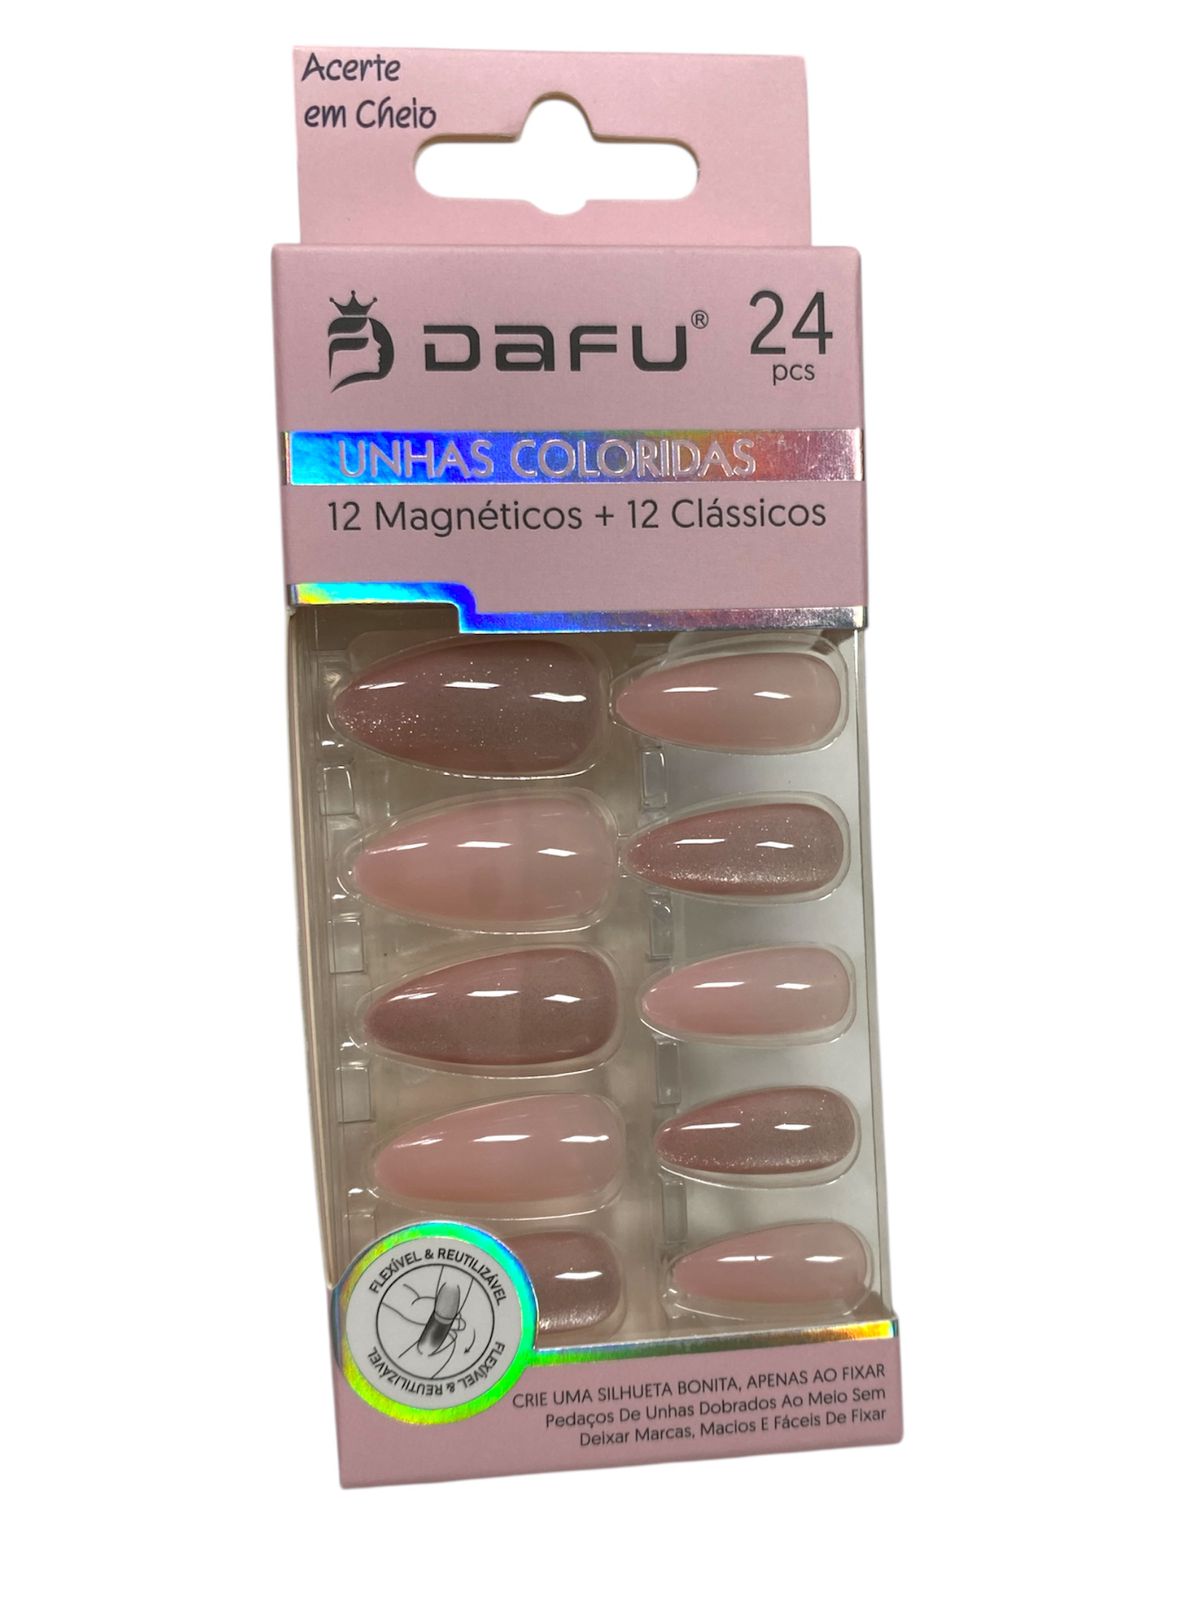 Acerte
em Cheio
DAFU® 24
pcs
UNHAS COLORIDAS
12 Magnéticos + 12 Clássicos
FLEXÍVEL & REUTILIZÁVEL
FLEXÍVEL & REUTILIZÁVEL
CRIE UMA SILHUETA BONITA, APENAS AO FIXAR
Pedaços De Unhas Dobrados Ao Meio Sem
Deixar Marcas, Macios E Fáceis De Fixar